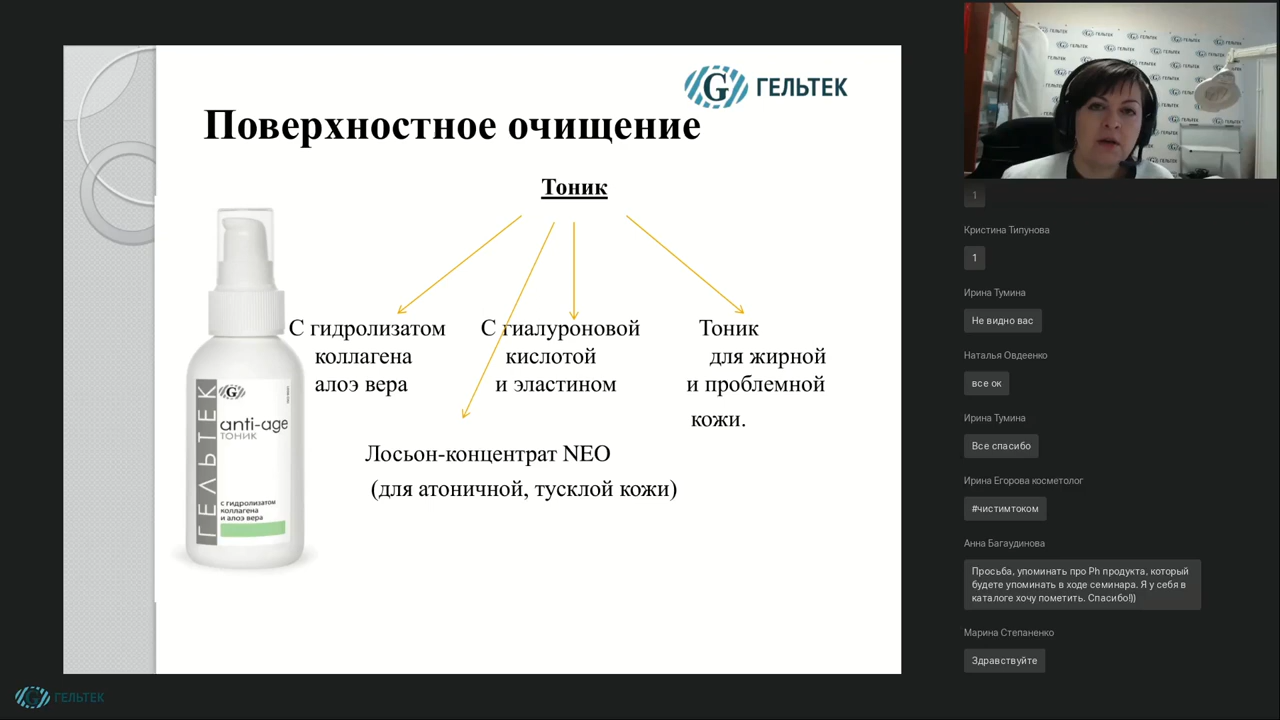 ГЕЛЬТЕК
Поверхностное очищение
Тоник
С гидролизатом
коллагена
алоэ вера
С гиалуроновой
кислотой
и эластином
Тоник
для жирной
и проблемной
кожи.
Лосьон-концентрат NEO
(для атоничной, тусклой кожи)
ГЕЛЬТЕК
G
anti-age
ТОНИК
с гидролизатом
коллагена
и алоэ вера
1
Кристина Типунова
1
Ирина Тумина
Не видно вас
Наталья Овдеенко
все ок
Ирина Тумина
Все спасибо
Ирина Егорова косметолог
#чистимтоком
Анна Багаудинова
Просьба, упоминать про Ph продукта, который
будете упоминать в ходе семинара. Я у себя в
каталоге хочу пометить. Спасибо!))
Марина Степаненко
Здравствуйте
ГЕЛЬТЕК